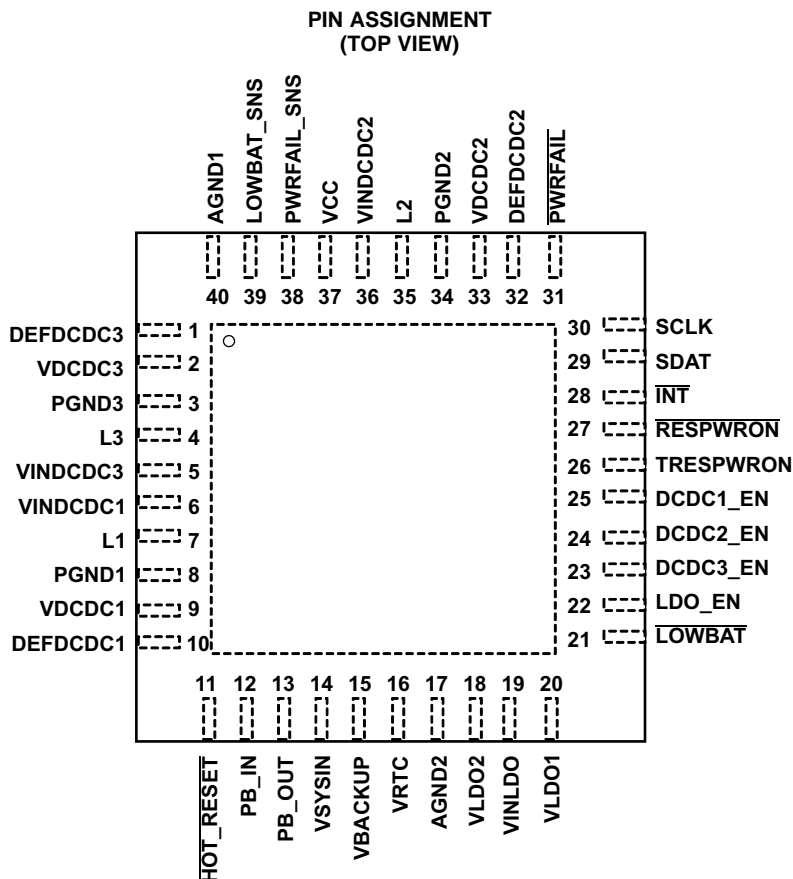 PIN ASSIGNMENT
(TOP VIEW)
AGND1
LOWBAT_SNS
PWRFAIL_SNS
VCC
VINDCDC2
L2
PGND2
VDCDC2
DEFDCDC2
PWRFAIL
40 39 38 37 36 35 34 33 32 31
DEFDCDC3 1
VDCDC3 2
PGND3 3
L3 4
VINDCDC3 5
VINDCDC1 6
L1 7
PGND1 8
VDCDC1 9
DEFDCDC1 10
30 SCLK
29 SDAT
28 INT
27 RESPWRON
26 TRESPWRON
25 DCDC1_EN
24 DCDC2_EN
23 DCDC3_EN
22 LDO_EN
21 LOWBAT
11 12 13 14 15 16 17 18 19 20
HOT_RESET
PB_IN
PB_OUT
VSYSIN
VBACKUP
VRTC
AGND2
VLDO2
VINLDO
VLDO1